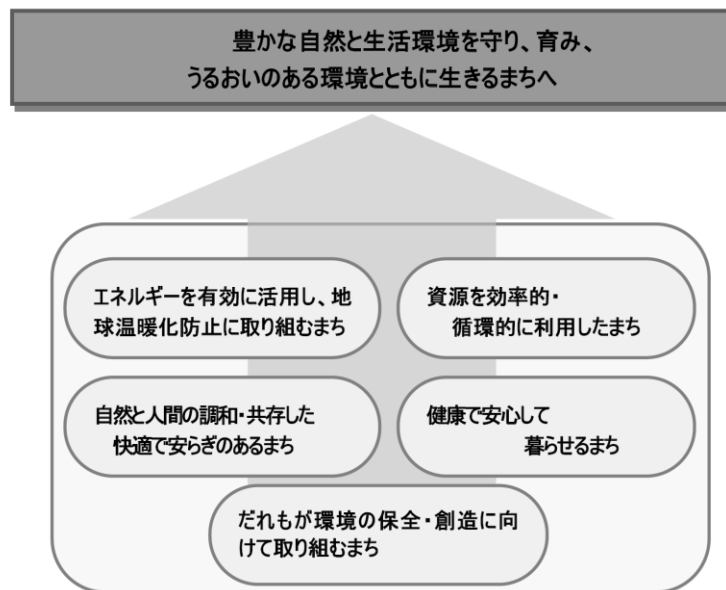 豊かな自然と生活環境を守り、育み、
うるおいのある環境とともに生きるまちへ
エネルギーを有効に活用し、地
球温暖化防止に取り組むまち
資源を効率的・
循環的に利用したまち
自然と人間の調和・共存した
快適で安らぎのあるまち
健康で安心して
暮らせるまち
だれもが環境の保全・創造に向
けて取り組むまち